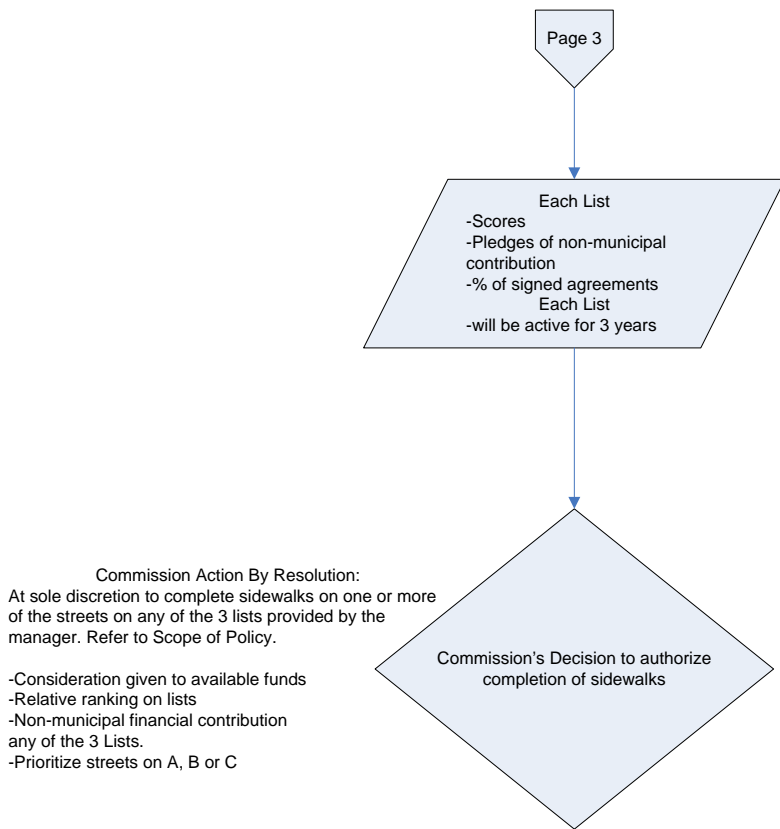 Page 3
Each List
-Scores
-Pledges of non-municipal
contribution
-% of signed agreements
Each List
-will be active for 3 years
Commission Action By Resolution:
At sole discretion to complete sidewalks on one or more
of the streets on any of the 3 lists provided by the
manager. Refer to Scope of Policy.
-Consideration given to available funds
-Relative ranking on lists
-Non-municipal financial contribution
any of the 3 Lists.
-Prioritize streets on A, B or C
Commission’s Decision to authorize
completion of sidewalks